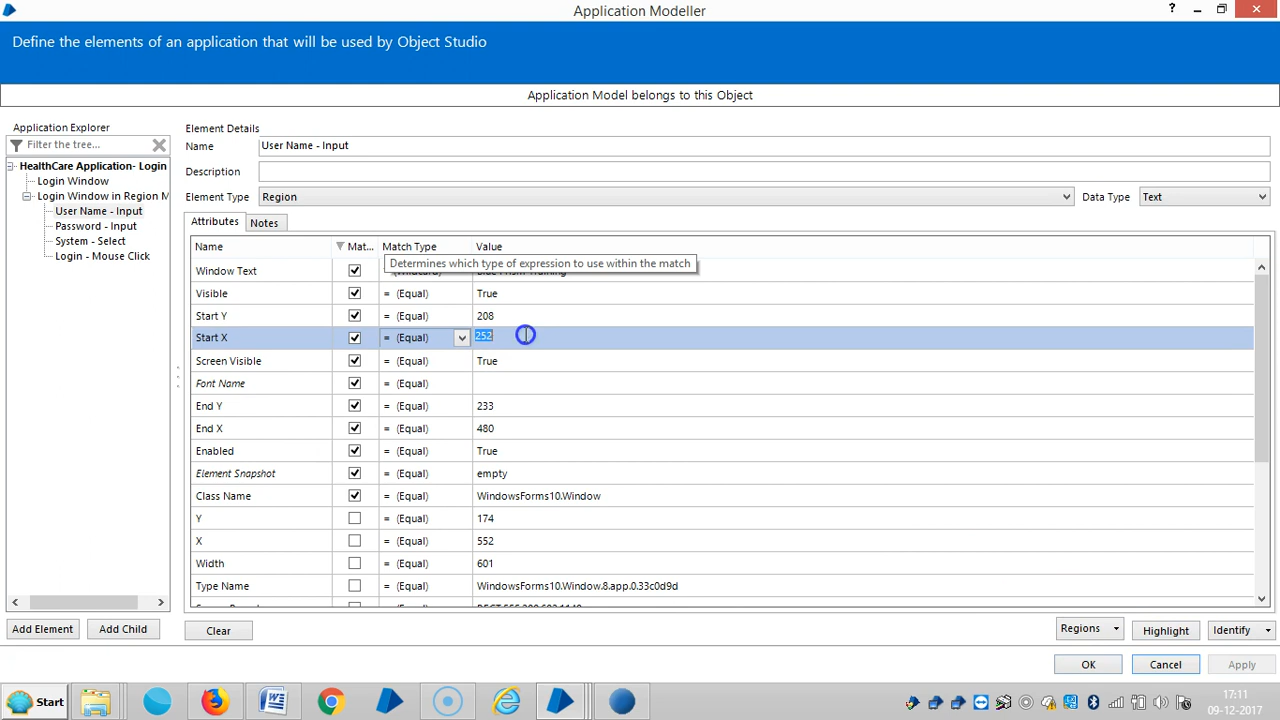 Application Modeller
?
Define the elements of an application that will be used by Object Studio
Application Model belongs to this Object
Application Explorer
Filter the tree...
HealthCare Application- Login
Login Window
Login Window in Region M
User Name - Input
Password - Input
System - Select
Login - Mouse Click
Add Element
Add Child
Element Details
Name
User Name - Input
Description
Element Type
Region
Data Type
Text
Attributes
Notes
Name
Mat...
Match Type
Value
Determines which type of expression to use within the match
Window Text
Visible
= (Equal)
True
Start Y
= (Equal)
208
Start X
= (Equal)
252
Screen Visible
= (Equal)
True
Font Name
= (Equal)
End Y
= (Equal)
233
End X
= (Equal)
480
Enabled
= (Equal)
True
Element Snapshot
= (Equal)
empty
Class Name
= (Equal)
WindowsForms10.Window
Y
= (Equal)
174
X
= (Equal)
552
Width
= (Equal)
601
Type Name
= (Equal)
WindowsForms10.Window.8.app.0.33c0d9d
Clear
Regions
Highlight
Identify
OK
Cancel
Apply
Start
17:11
09-12-2017